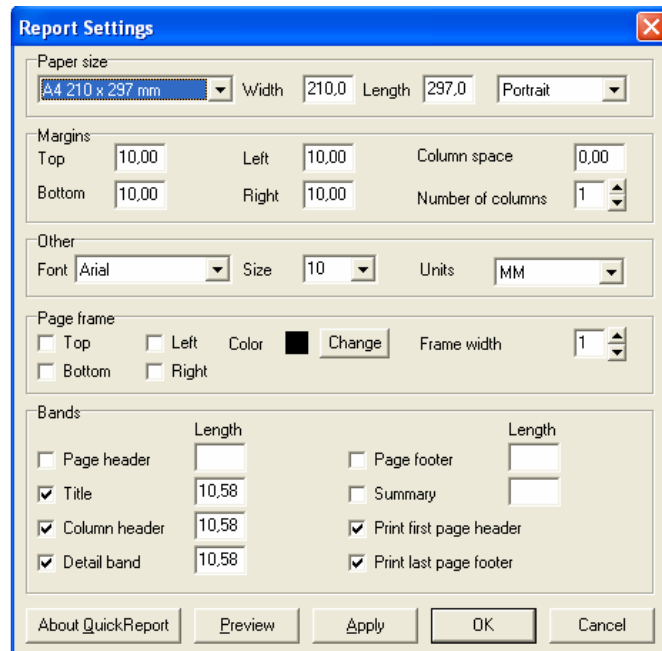 Report Settings
Paper size
A4 210 x 297 mm Width 210,0 Length 297,0 Portrait
Margins
Top 10,00 Left 10,00 Column space 0,00
Bottom 10,00 Right 10,00 Number of columns 1
Other
Font Arial Size 10 Units MM
Page frame
Top Left Color Change Frame width 1
Bottom Right
Bands
Length Length
Page header Page footer
Title 10,58 Summary
Column header 10,58 Print first page header
Detail band 10,58 Print last page footer
About QuickReport Preview Apply OK Cancel